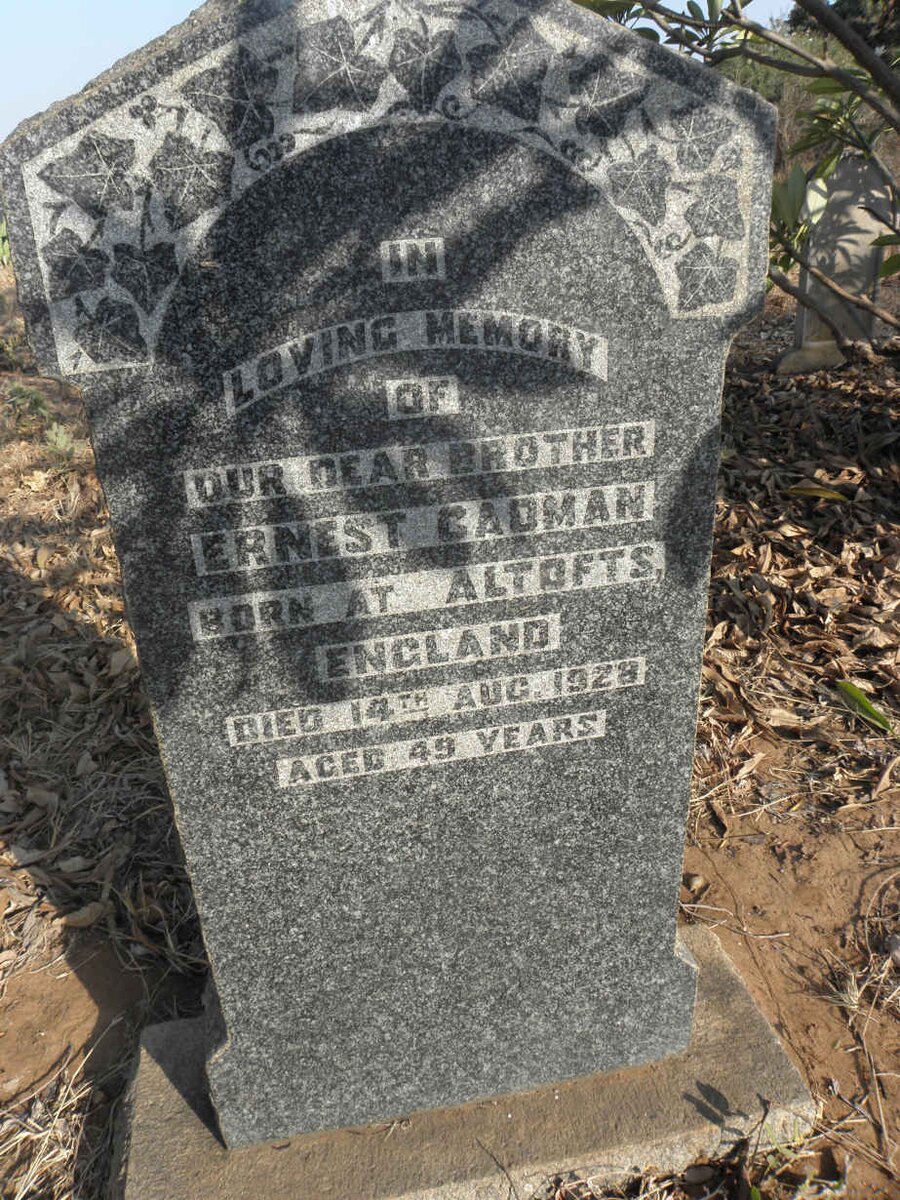 IN
LOVING MEMORY
OF
OUR DEAR BROTHER
ERNEST CADMAN
BORN AT ALTOFTS,
ENGLAND
DIED 14TH AUG. 1928
AGED 49 YEARS